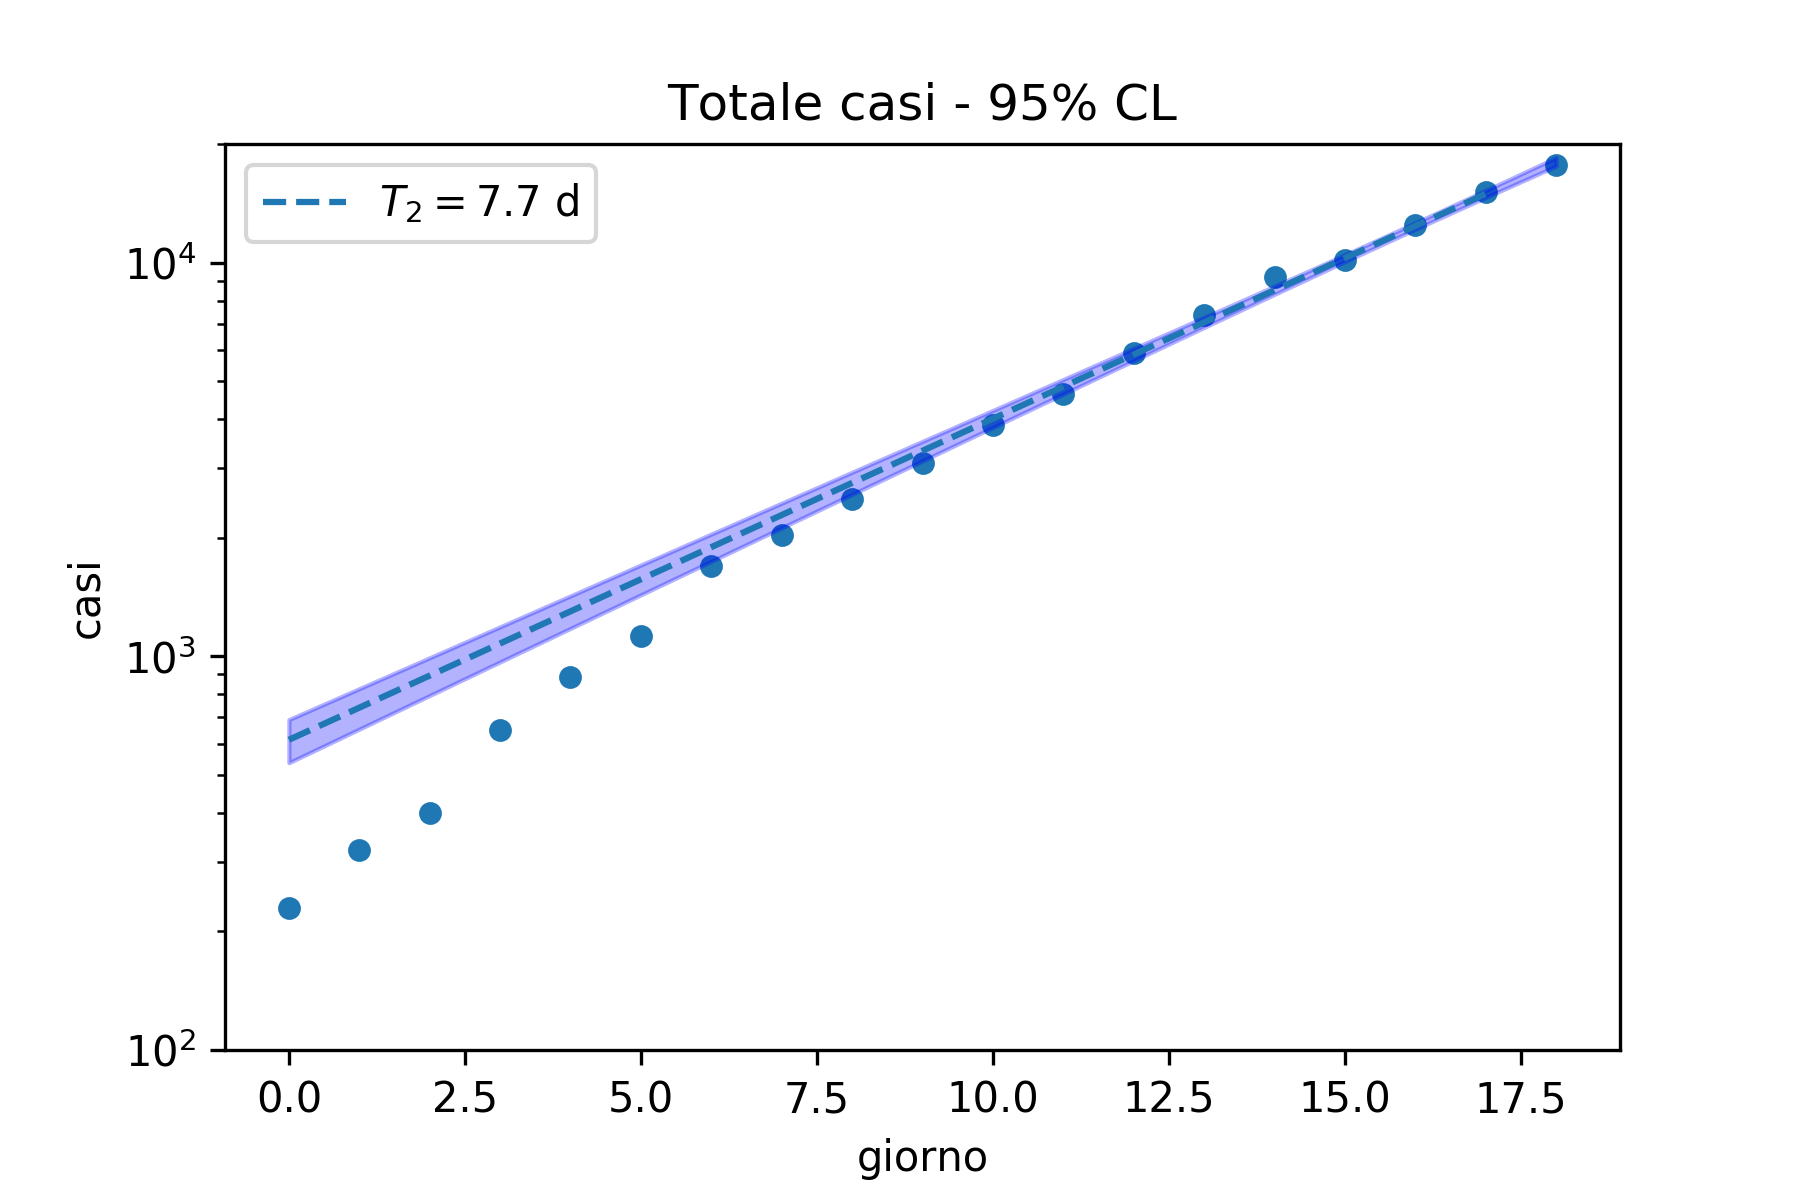 Totale casi - 95% CL
T₂ = 7.7 d
casi
10⁴
10³
10²
0.0 2.5 5.0 7.5 10.0 12.5 15.0 17.5
giorno